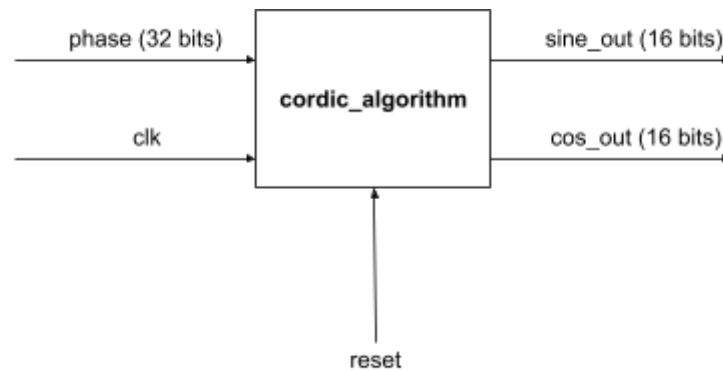 phase (32 bits)
sine_out (16 bits)
cordic_algorithm
clk
cos_out (16 bits)
reset